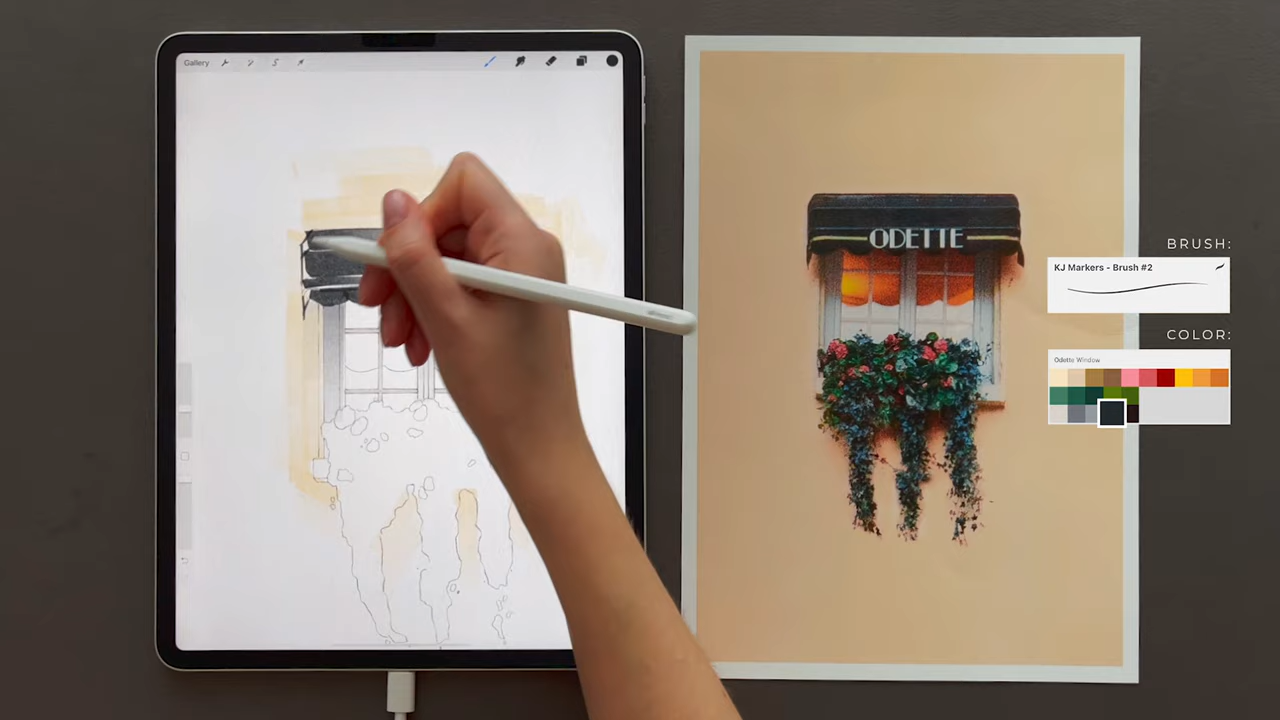 Gallery
ODETTE
BRUSH:
KJ Markers - Brush #2
COLOR:
Odette Window